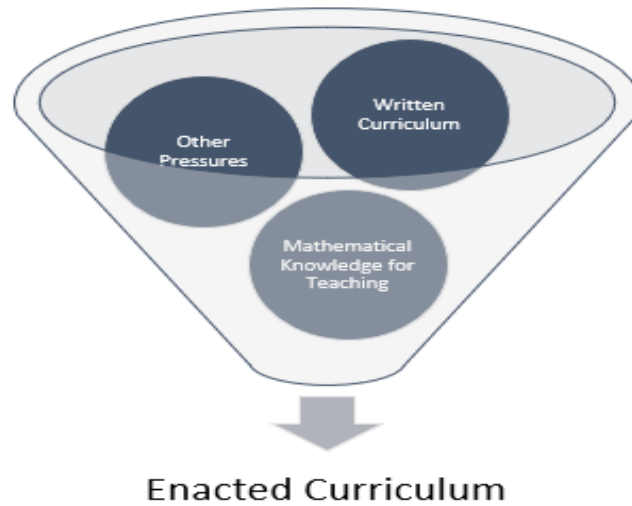 Written
Curriculum
Other
Pressures
Mathematical
Knowledge for
Teaching
Enacted Curriculum